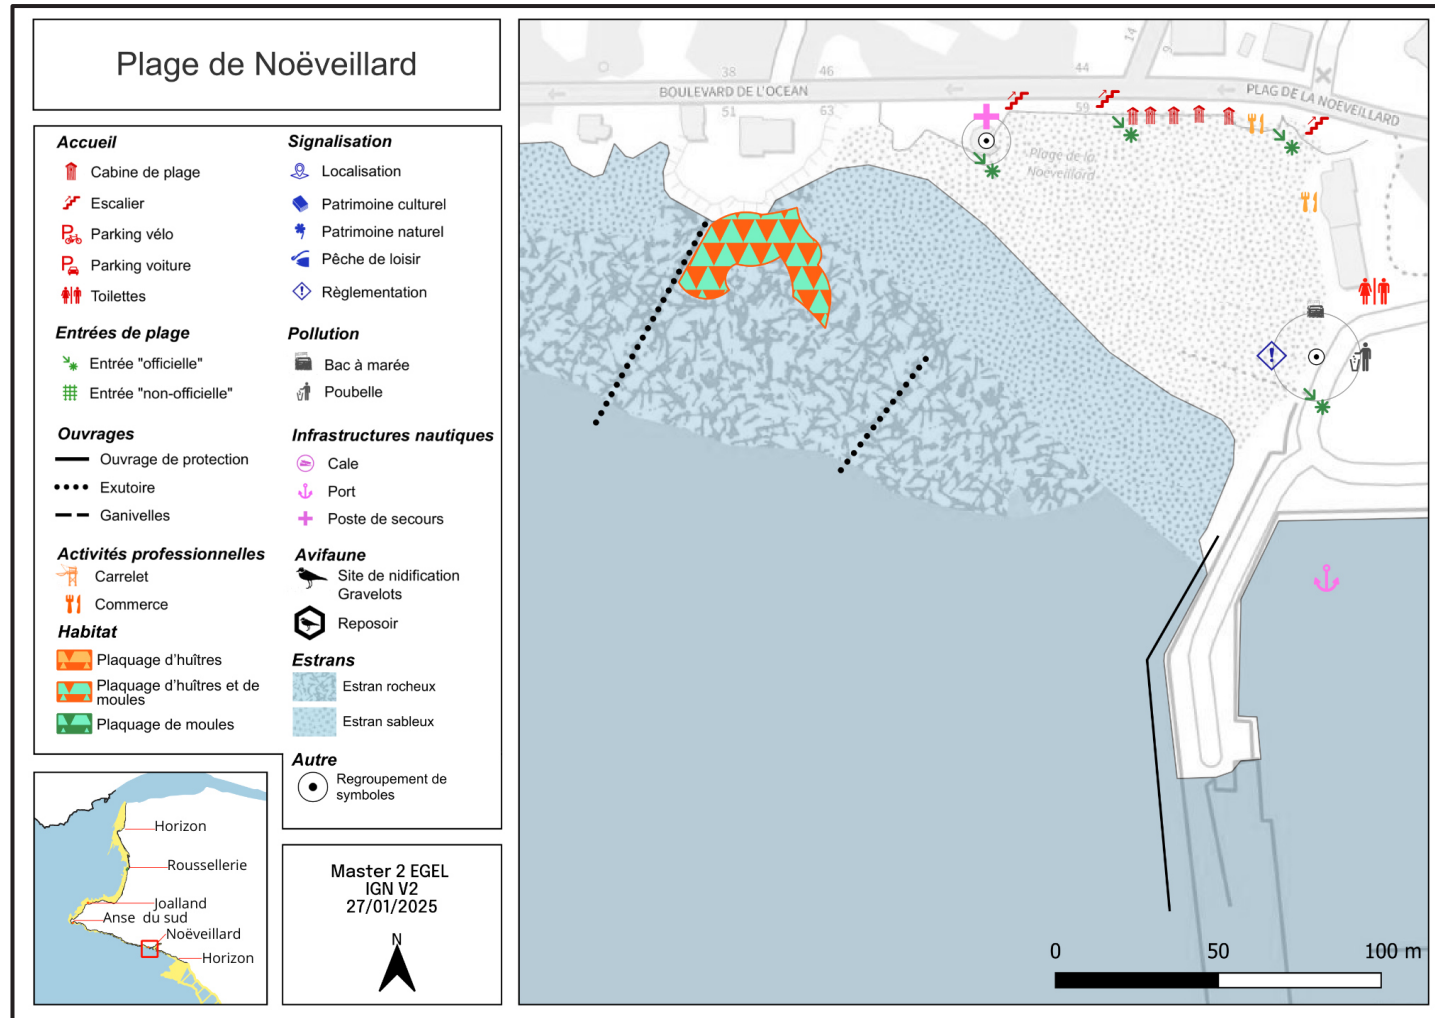 Plage de Noëveillard
Accueil
Cabine de plage
Escalier
Parking vélo
Parking voiture
Toilettes
Entrées de plage
Entrée "officielle"
Entrée "non-officielle"
Ouvrages
Ouvrage de protection
Exutoire
Ganivelles
Activités professionnelles
Carrelet
Commerce
Habitat
Plaquage d'huîtres
Plaquage d'huîtres et de
moules
Plaquage de moules
Signalisation
Localisation
Patrimoine culturel
Patrimoine naturel
Pêche de loisir
Règlementation
Pollution
Bac à marée
Poubelle
Infrastructures nautiques
Cale
Port
Poste de secours
Avifaune
Site de nidification
Gravelots
Reposoir
Estrans
Estran rocheux
Estran sableux
Autre
Regroupement de
symboles
Horizon
Roussellerie
Joalland
Anse du sud
Noëveillard
Horizon
Master 2 EGEL
IGN V2
27/01/2025
N
14
9
38
46
44
BOULEVARD DE L'OCEAN
PLAG DE LA NOEVEILLARD
51
63
59
Plage de la
Noëveillard
0 50 100 m